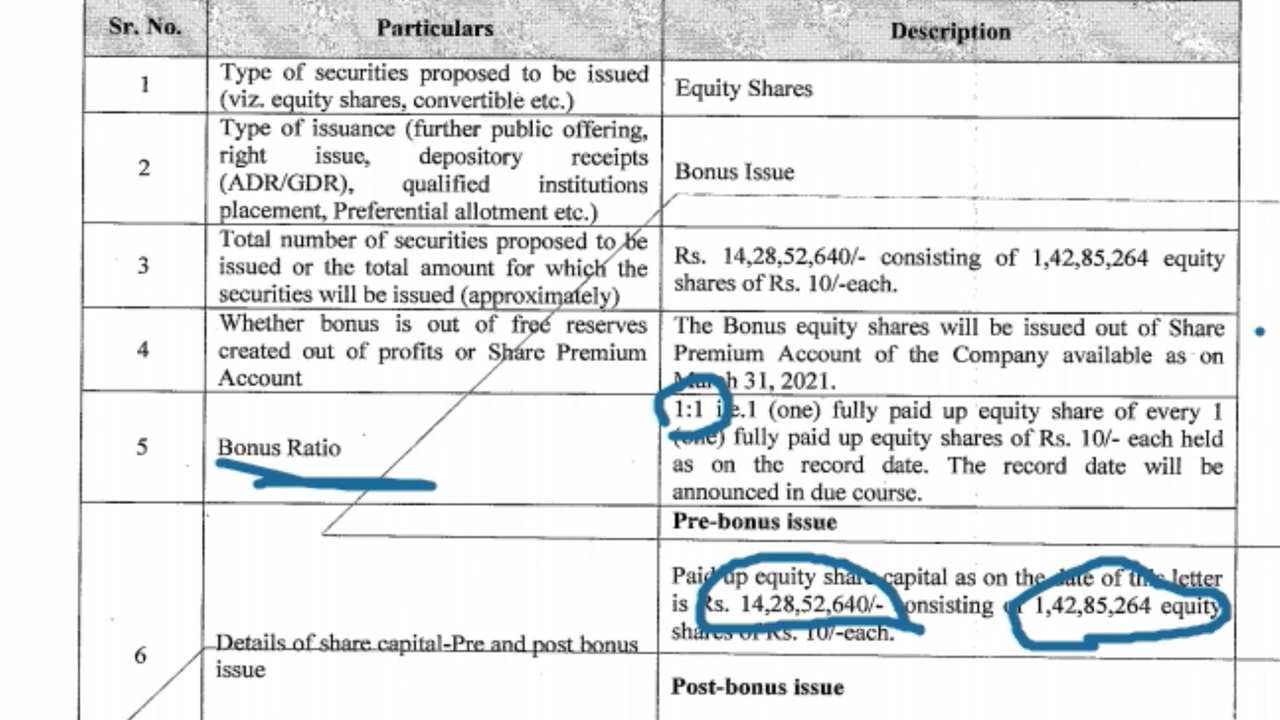 Sr. No. Particulars Description
1
Type of securities proposed to be issued
(viz. equity shares, convertible etc.)
Equity Shares
2
Type of issuance (further public offering,
right issue, depository receipts
(ADR/GDR), qualified institutions
placement, Preferential allotment etc.)
Bonus Issue
3
Total number of securities proposed to be
issued or the total amount for which the
securities will be issued (approximately)
Rs. 14,28,52,640/- consisting of 1,42,85,264 equity
shares of Rs. 10/-each.
4
Whether bonus is out of free reserves
created out of profits or Share Premium
Account
The Bonus equity shares will be issued out of Share
Premium Account of the Company available as on
March 31, 2021.
5
Bonus Ratio
1:1 i.e.1 (one) fully paid up equity share of every 1
(one) fully paid up equity shares of Rs. 10/- each held
as on the record date. The record date will be
announced in due course.
6
Details of share capital-Pre and post bonus
issue
Pre-bonus issue
Paid up equity share capital as on the date of this letter
is Rs. 14,28,52,640/- consisting of 1,42,85,264 equity
shares of Rs. 10/-each.
Post-bonus issue